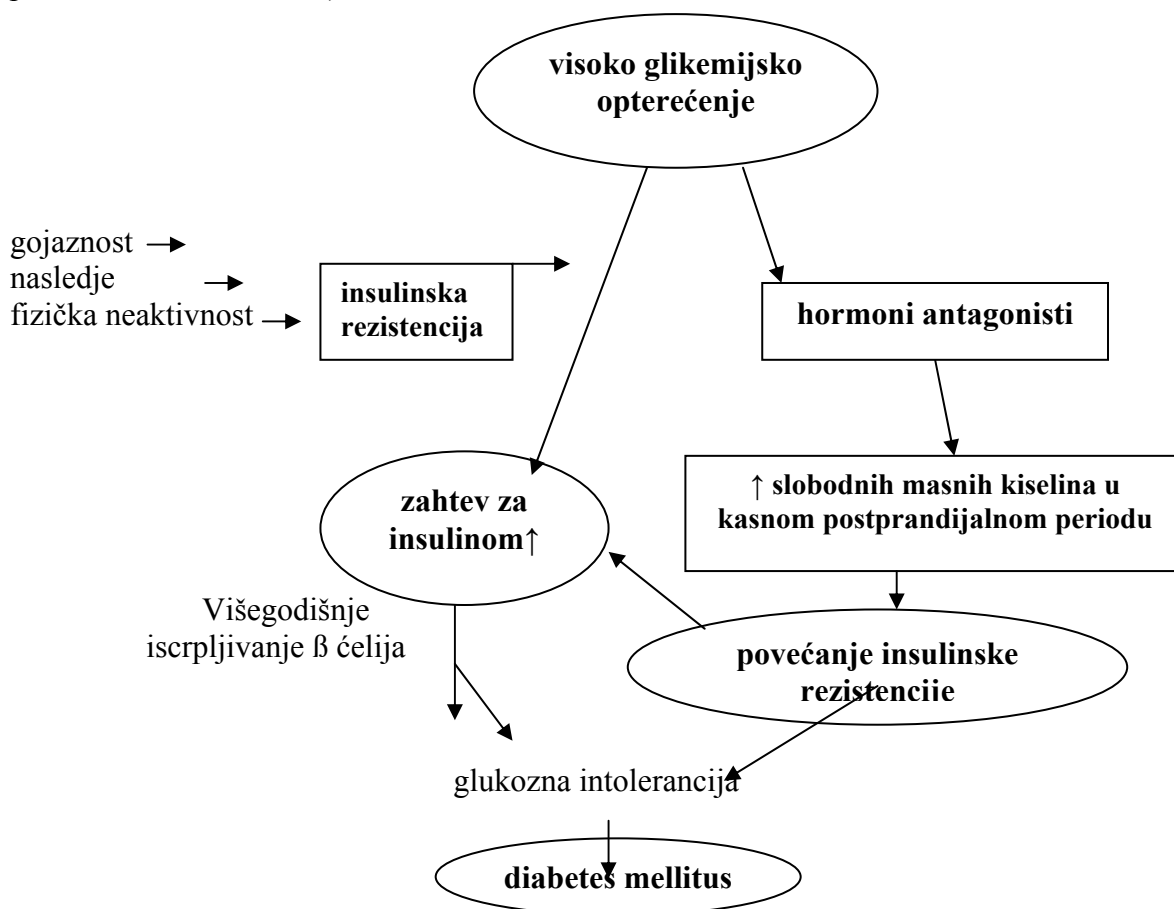 visoko glikemijsko
opterećenje
gojaznost
nasledje
fizička neaktivnost
insulinska
rezistencija
hormoni antagonisti
↑ slobodnih masnih kiselina u
kasnom postprandijalnom periodu
zahtev za
insulinom↑
Višegodišnje
iscrpljivanje ß ćelija
povećanje insulinske
rezistencije
glukozna intolerancija
diabetes mellitus